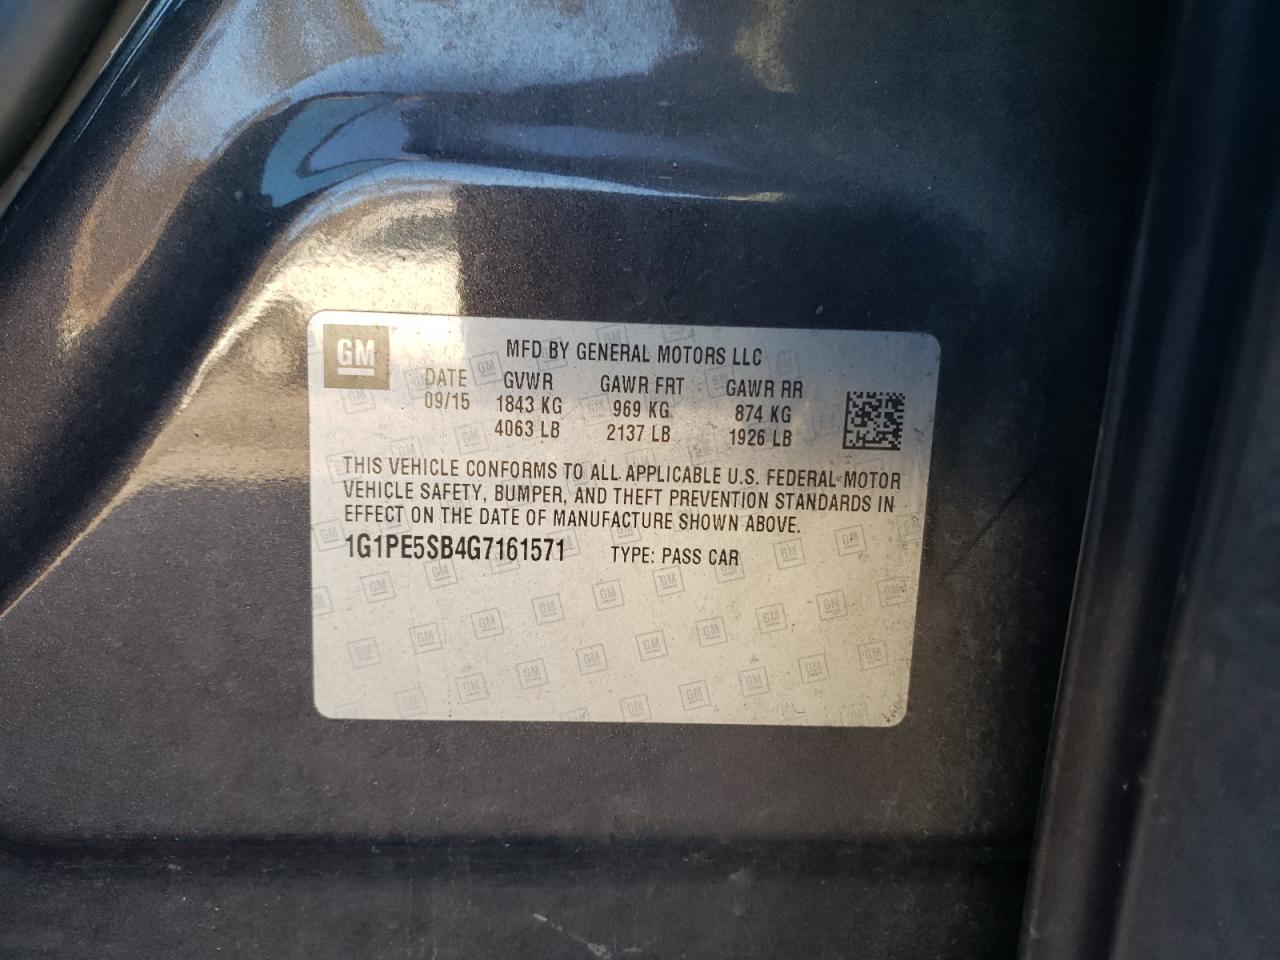 GM
MFD BY GENERAL MOTORS LLC
DATE GVWR GAWR FRT GAWR RR
09/15 1843 KG 969 KG 874 KG
4063 LB 2137 LB 1926 LB
THIS VEHICLE CONFORMS TO ALL APPLICABLE U.S. FEDERAL MOTOR
VEHICLE SAFETY, BUMPER, AND THEFT PREVENTION STANDARDS IN
EFFECT ON THE DATE OF MANUFACTURE SHOWN ABOVE.
1G1PE5SB4G7161571 TYPE: PASS CAR